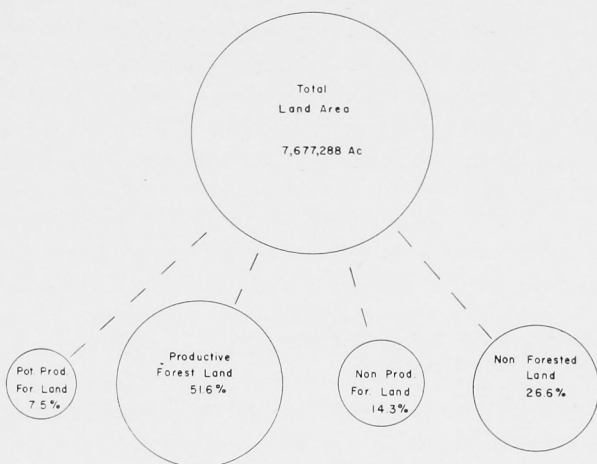 Total
Land Area
7,677,288 Ac
Pot. Prod.
For. Land
7.5%
Productive
Forest Land
51.6%
Non Prod.
For. Land
14.3%
Non Forested
Land
26.6%